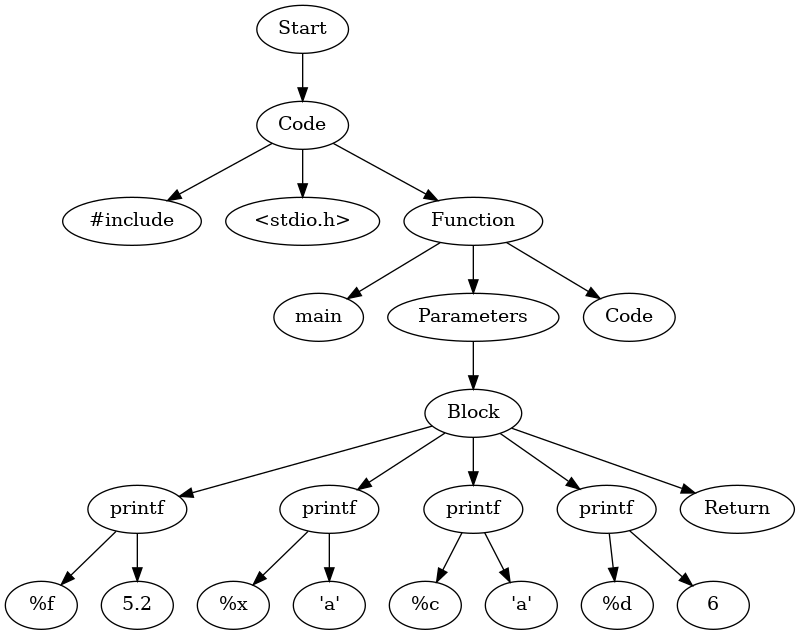 Start
Code
#include
<stdio.h>
Function
main
Parameters
Code
Block
printf
printf
printf
printf
Return
%f
5.2
%x
'a'
%c
'a'
%d
6